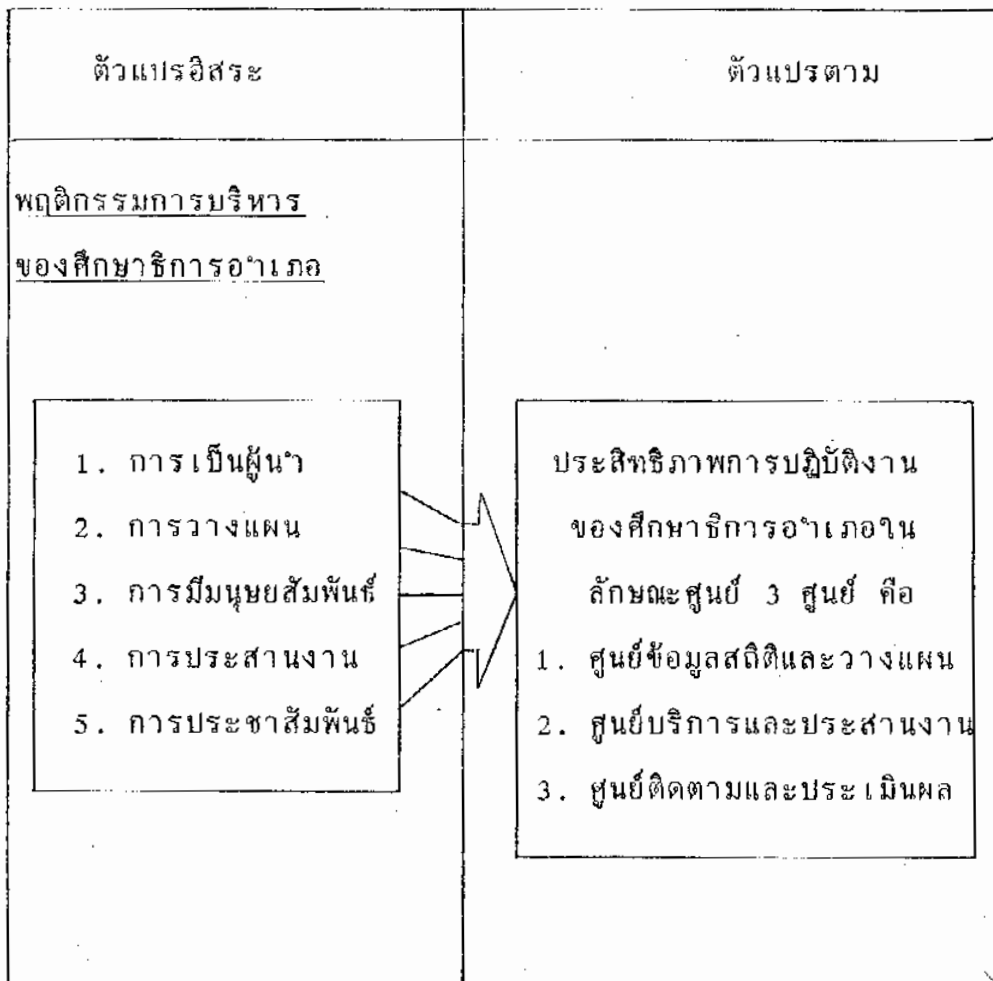 ตัวแปรอิสระ
ตัวแปรตาม
พฤติกรรมการบริหาร
ของศึกษาธิการอำเภอ
1. การเป็นผู้นำ
2. การวางแผน
3. การมีมนุษยสัมพันธ์
4. การประสานงาน
5. การประชาสัมพันธ์
ประสิทธิภาพการปฏิบัติงาน
ของศึกษาธิการอำเภอใน
ลักษณะศูนย์ 3 ศูนย์ คือ
1. ศูนย์ข้อมูลสถิติและวางแผน
2. ศูนย์บริการและประสานงาน
3. ศูนย์ติดตามและประเมินผล